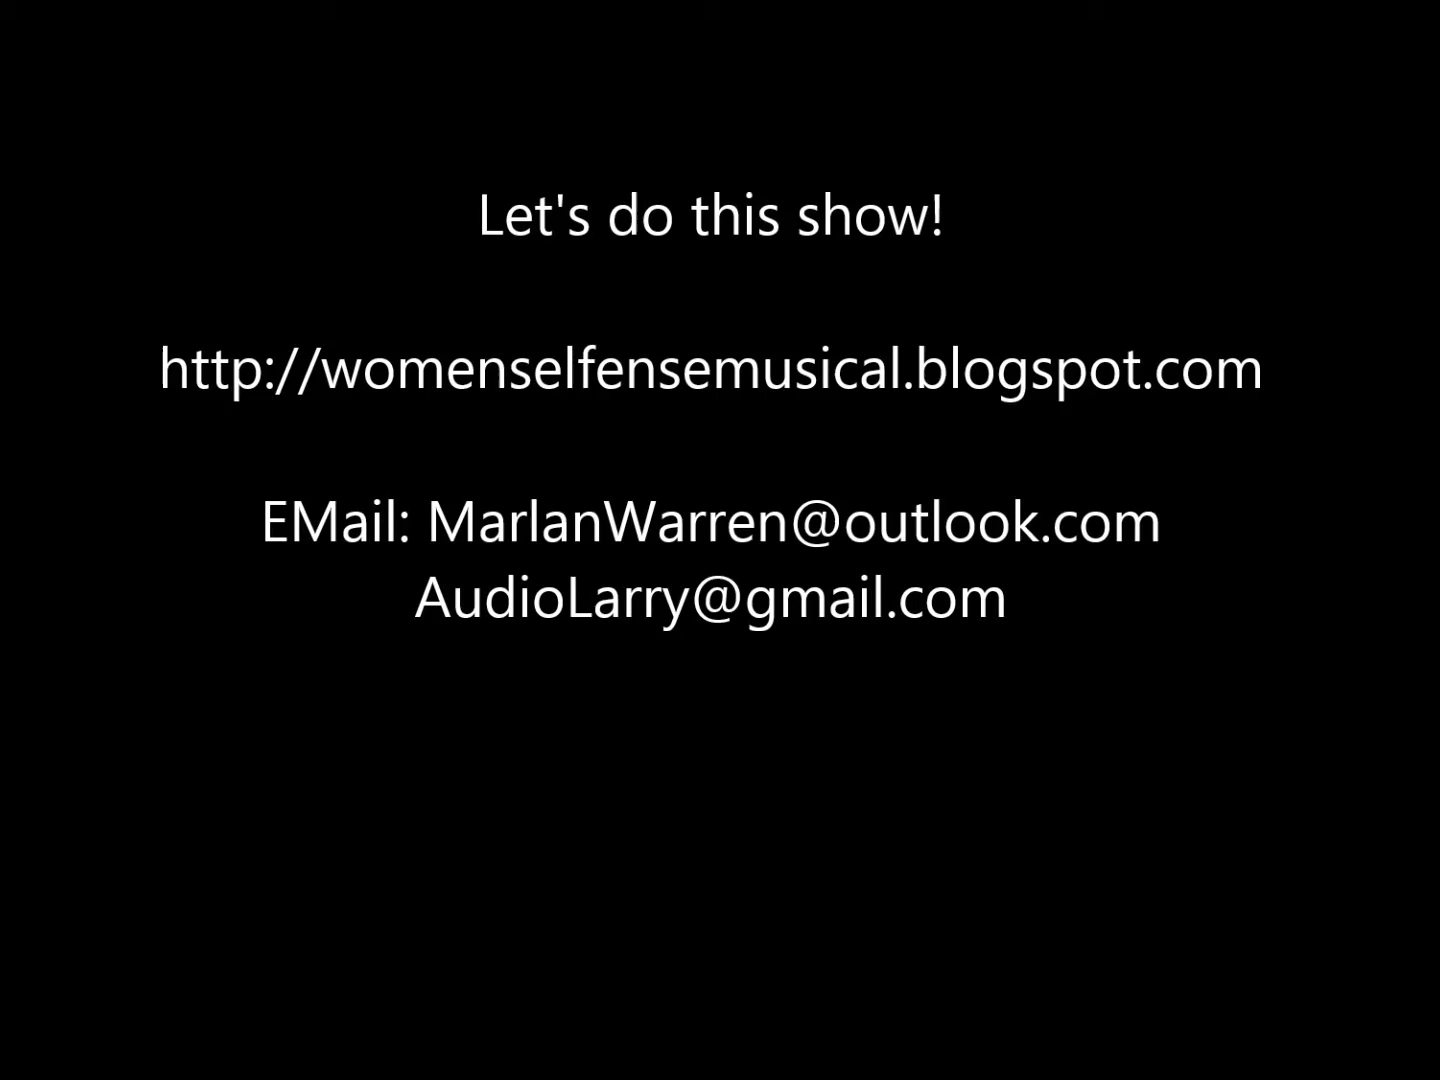 Let's do this show!
http://womenselfensemusical.blogspot.com
EMail: MarlanWarren@outlook.com
AudioLarry@gmail.com